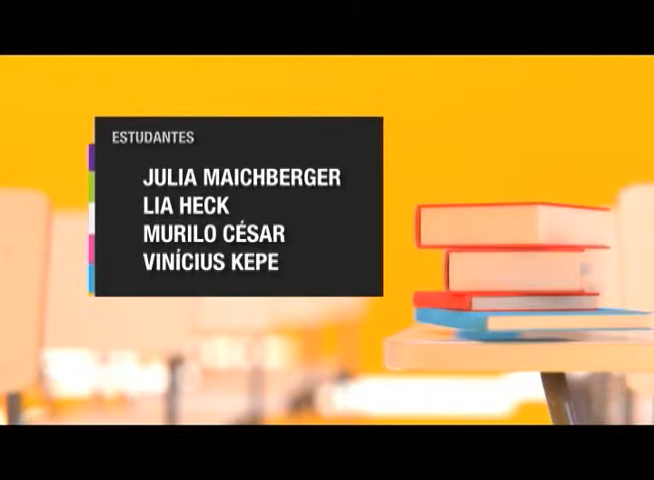 ESTUDANTES
JULIA MAICHBERGER
LIA HECK
MURILO CÉSAR
VINÍCIUS KEPE